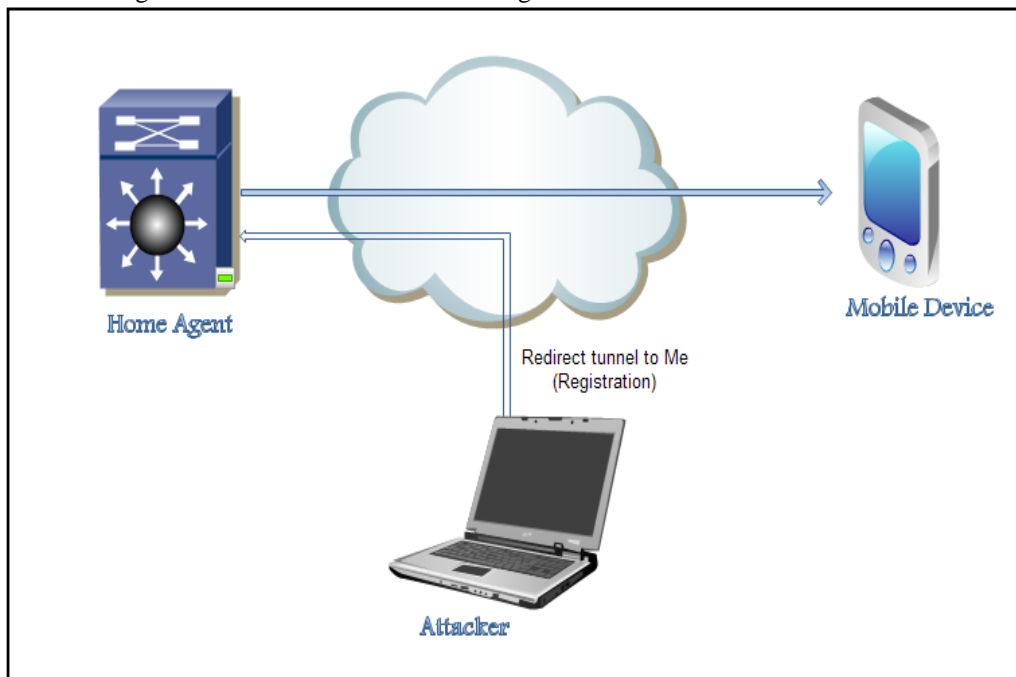 Home Agent
Mobile Device
Redirect tunnel to Me
(Registration)
Attacker